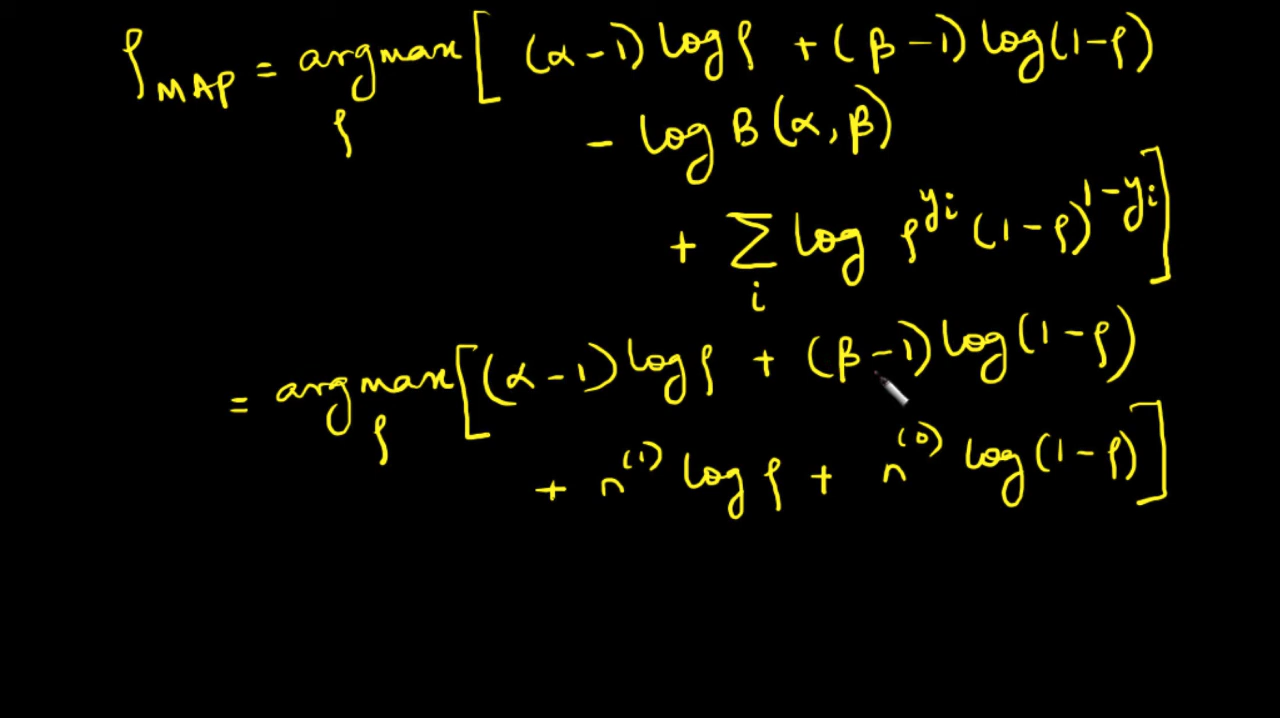 ρ_MAP = argmax_ρ [ (α-1) log ρ + (β-1) log(1-ρ)
- log B(α, β)
+ Σ_i log ρ^{y_i} (1-ρ)^{1-y_i} ]
= argmax_ρ [ (α-1) log ρ + (β-1) log(1-ρ)
+ n^{(1)} log ρ + n^{(0)} log(1-ρ) ]